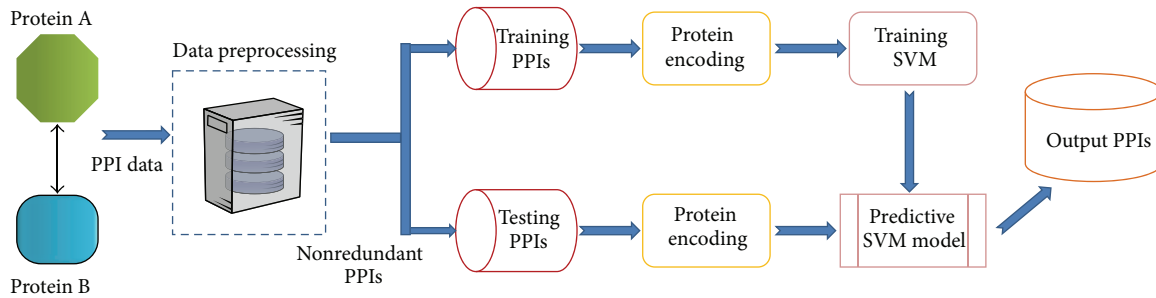 Protein A
Protein B
PPI data
Data preprocessing
Nonredundant
PPIs
Training
PPIs
Protein
encoding
Training
SVM
Testing
PPIs
Protein
encoding
Predictive
SVM model
Output PPIs